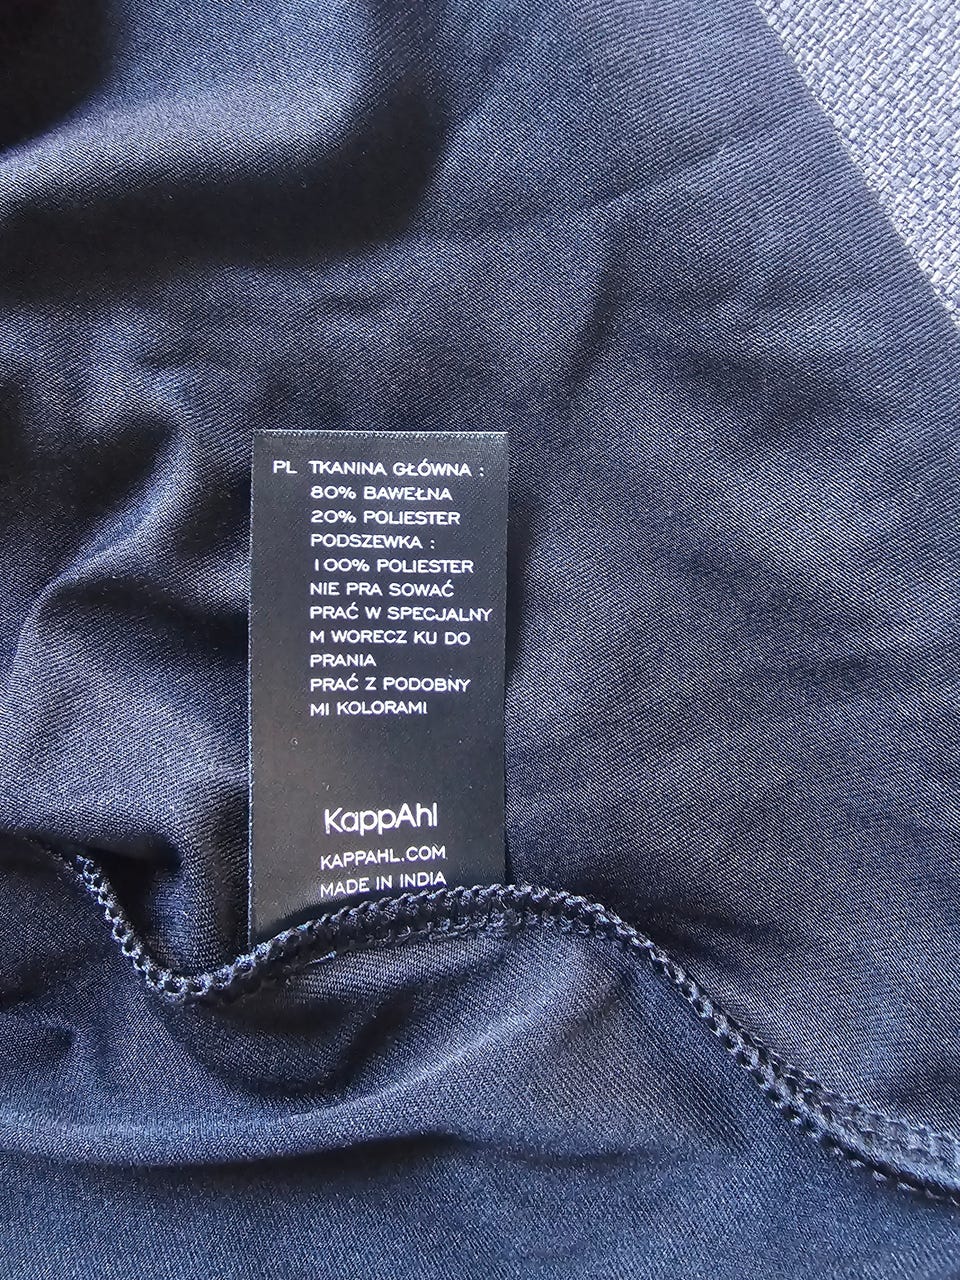 PL TKANINA GŁÓWNA :
80% BAWEŁNA
20% POLIESTER
PODSZEWKA :
100% POLIESTER
NIE PRA SOWAĆ
PRAĆ W SPECJALNY
M WORECZ KU DO
PRANIA
PRAĆ Z PODOBNY
MI KOLORAMI
KappAhl
KAPPAHL.COM
MADE IN INDIA